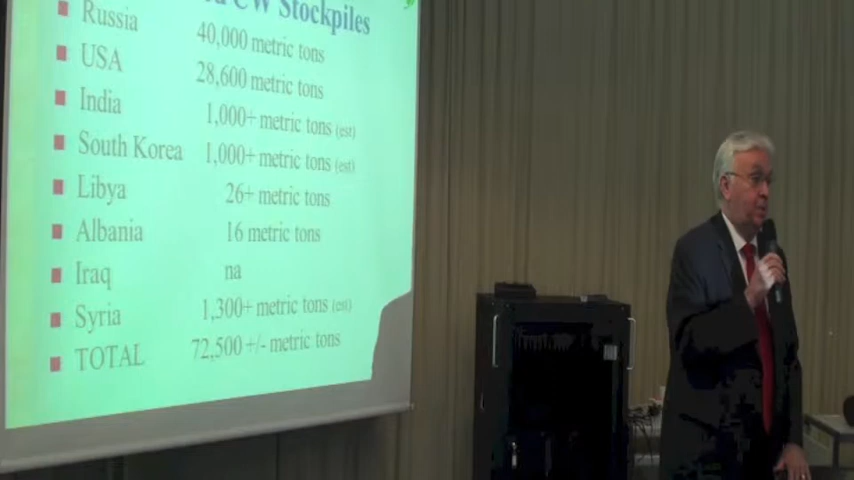 CW Stockpiles
Russia 40,000 metric tons
USA 28,600 metric tons
India 1,000+ metric tons (est)
South Korea 1,000+ metric tons (est)
Libya 26+ metric tons
Albania 16 metric tons
Iraq na
Syria 1,300+ metric tons (est)
TOTAL 72,500 +/- metric tons